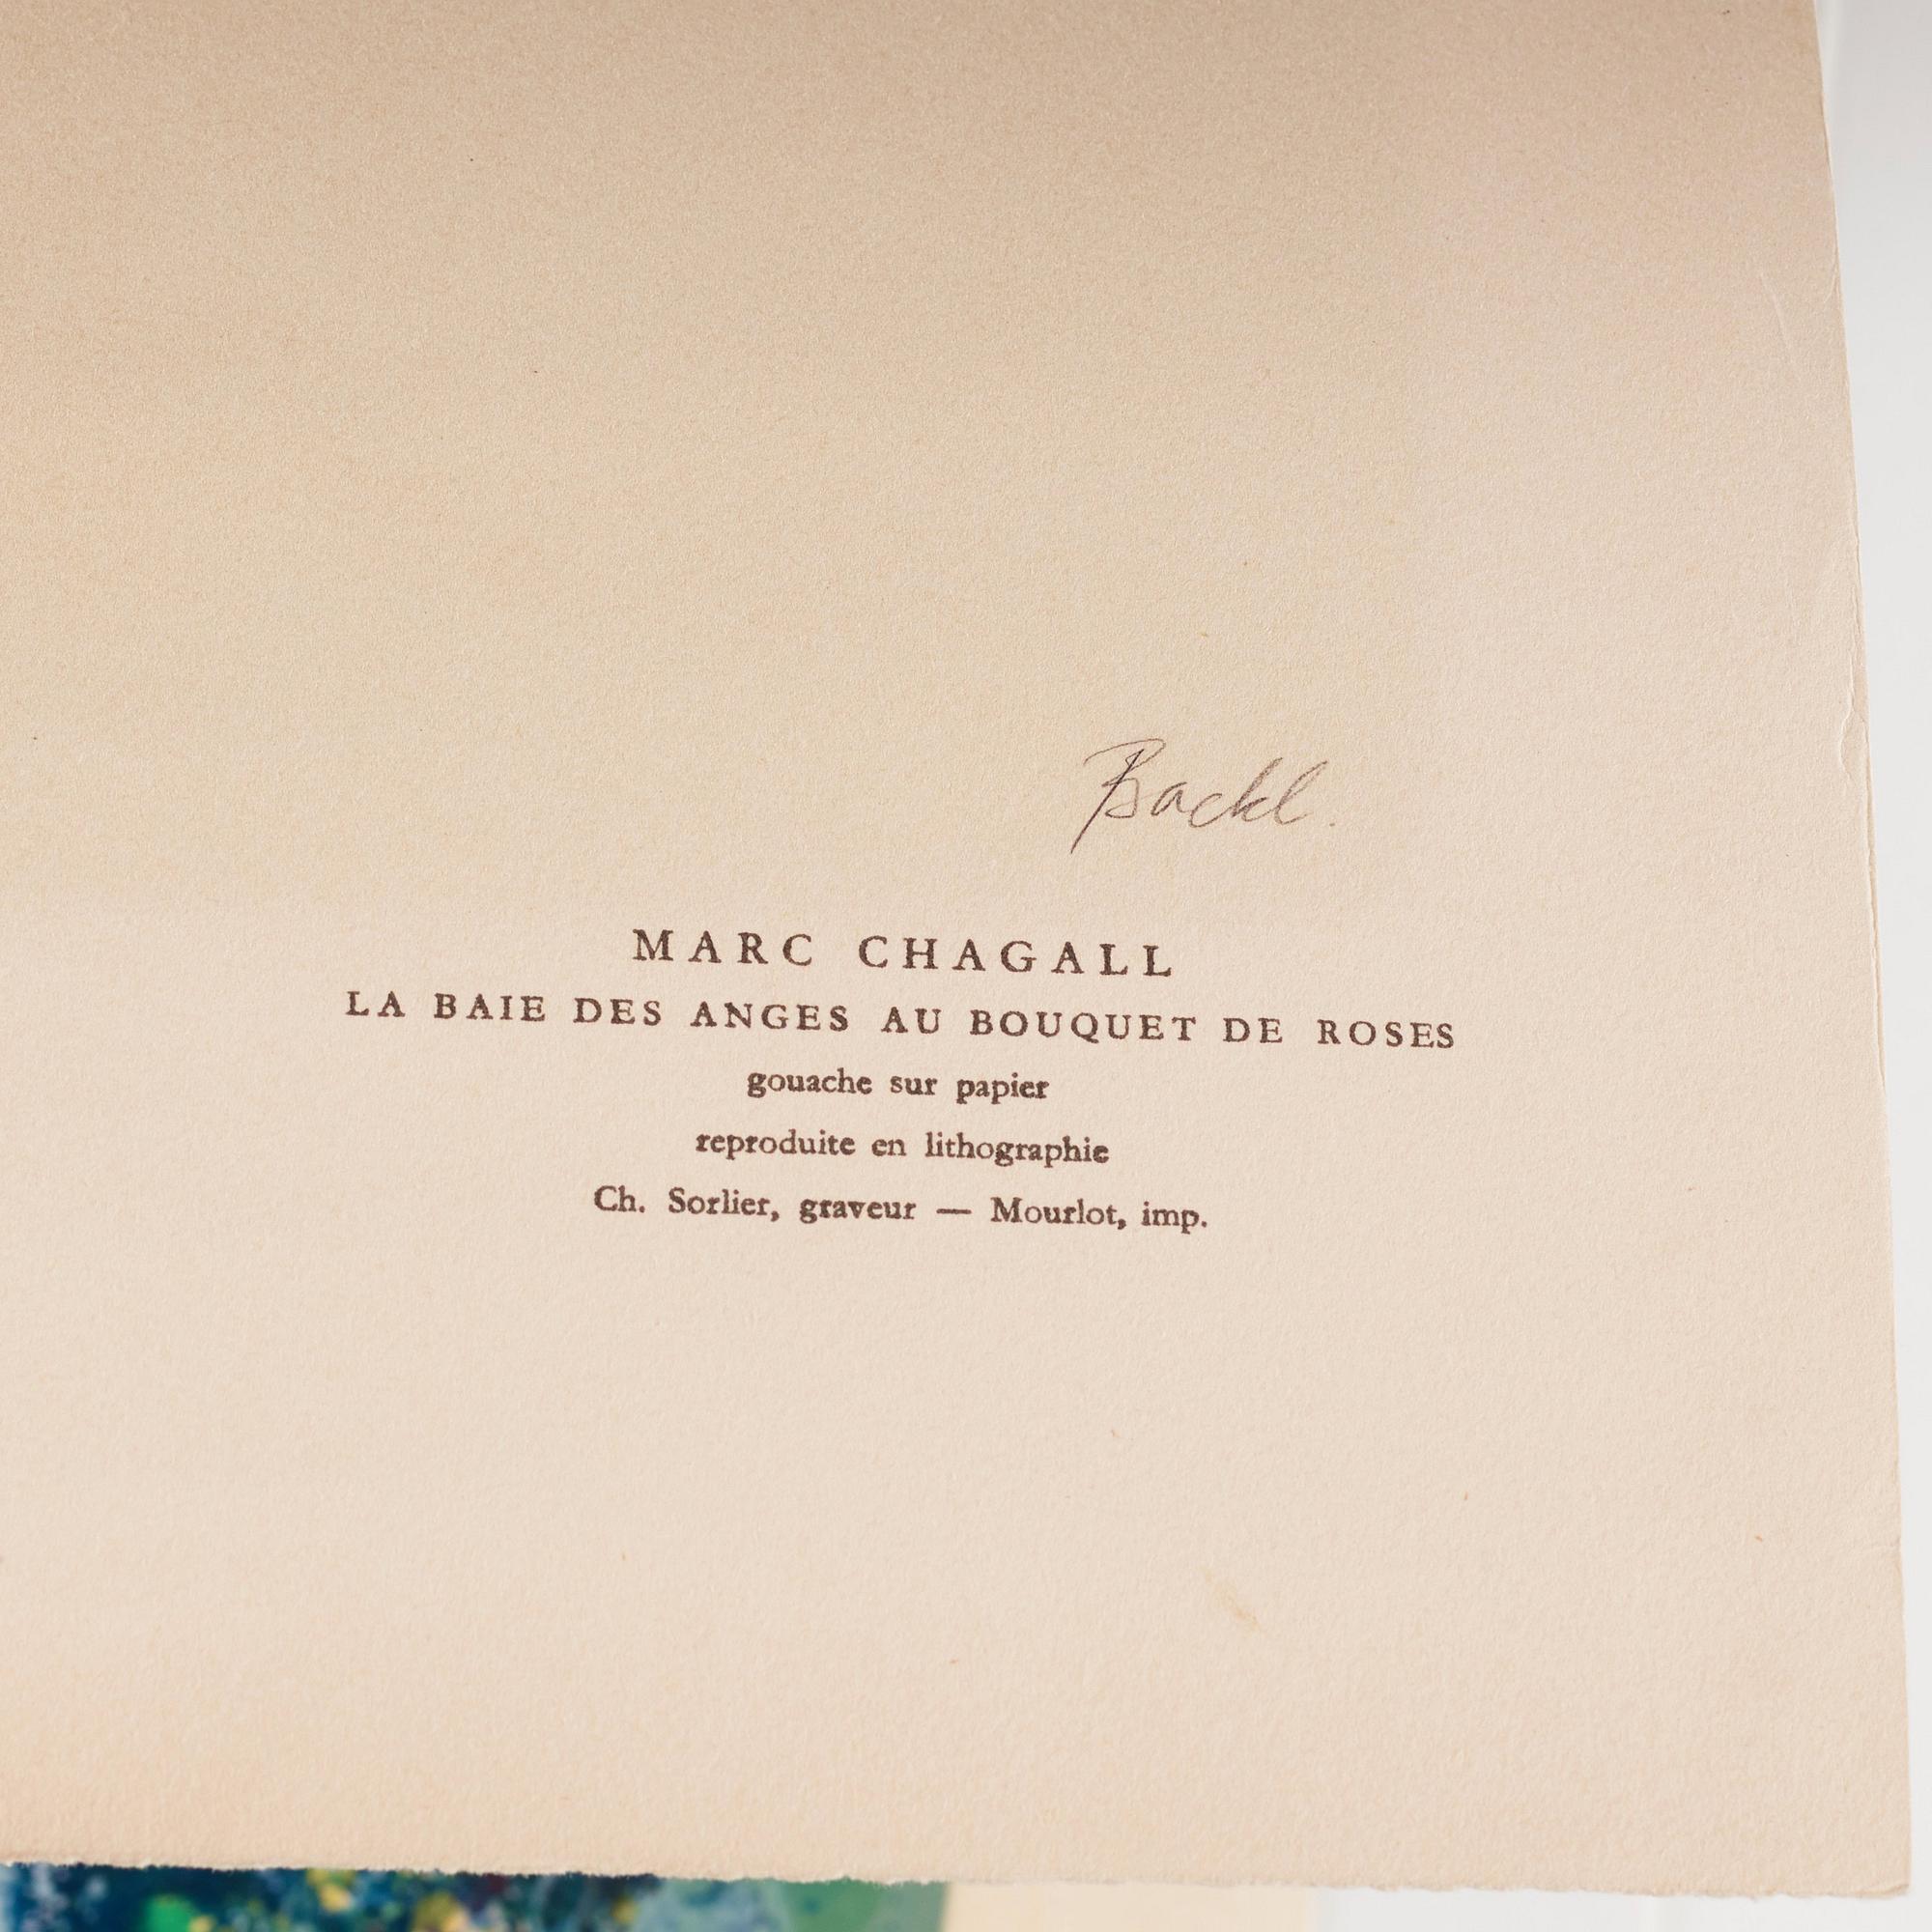 Backl.
MARC CHAGALL
LA BAIE DES ANGES AU BOUQUET DE ROSES
gouache sur papier
reproduite en lithographie
Ch. Sorlier, graveur — Mourlot, imp.